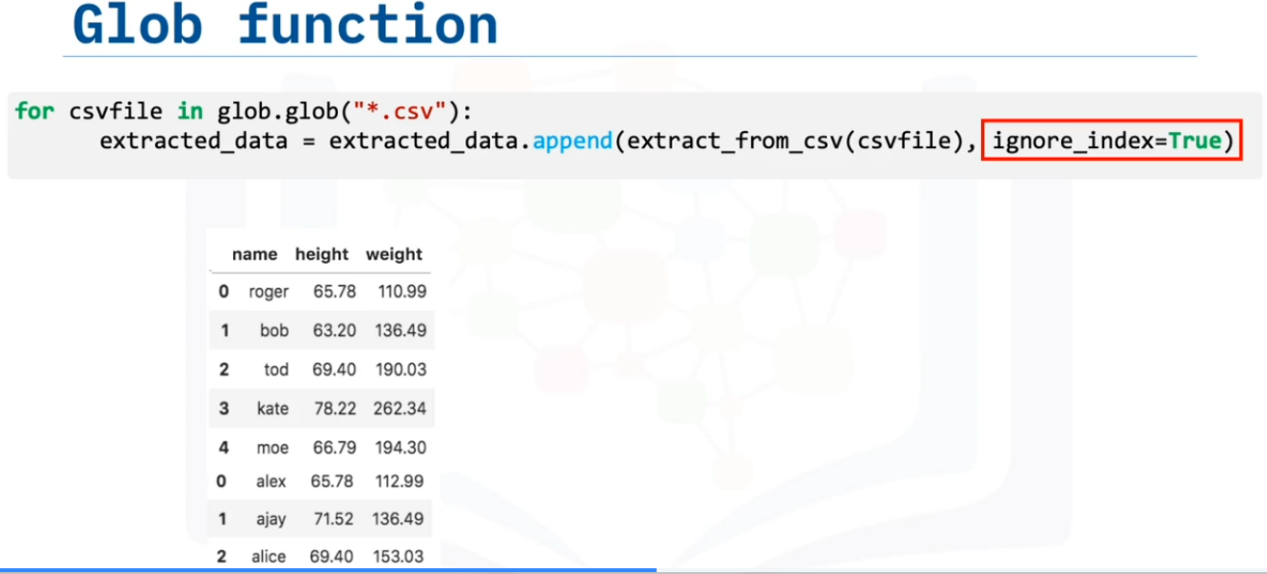 Glob function
for csvfile in glob.glob("*.csv"):
extracted_data = extracted_data.append(extract_from_csv(csvfile), ignore_index=True)
name height weight
0 roger 65.78 110.99
1 bob 63.20 136.49
2 tod 69.40 190.03
3 kate 78.22 262.34
4 moe 66.79 194.30
0 alex 65.78 112.99
1 ajay 71.52 136.49
2 alice 69.40 153.03